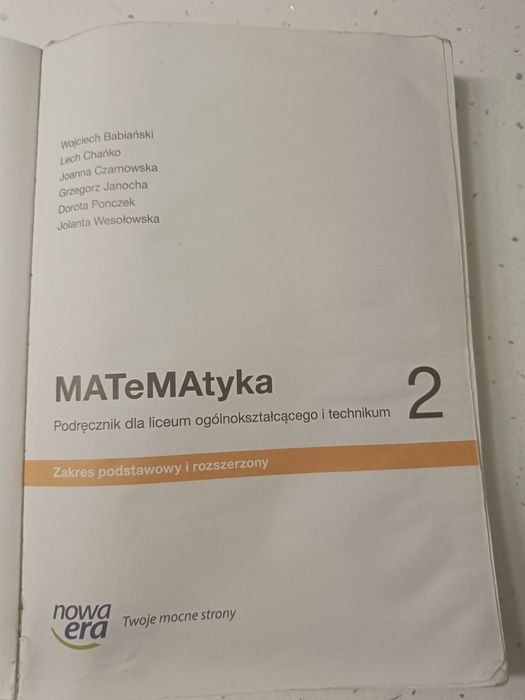 Wojciech Babiański
Lech Chańko
Joanna Czarnowska
Grzegorz Janocha
Dorota Ponczek
Jolanta Wesołowska
MATeMAtyka 2
Podręcznik dla liceum ogólnokształcącego i technikum
Zakres podstawowy i rozszerzony
nowa
era
Twoje mocne strony